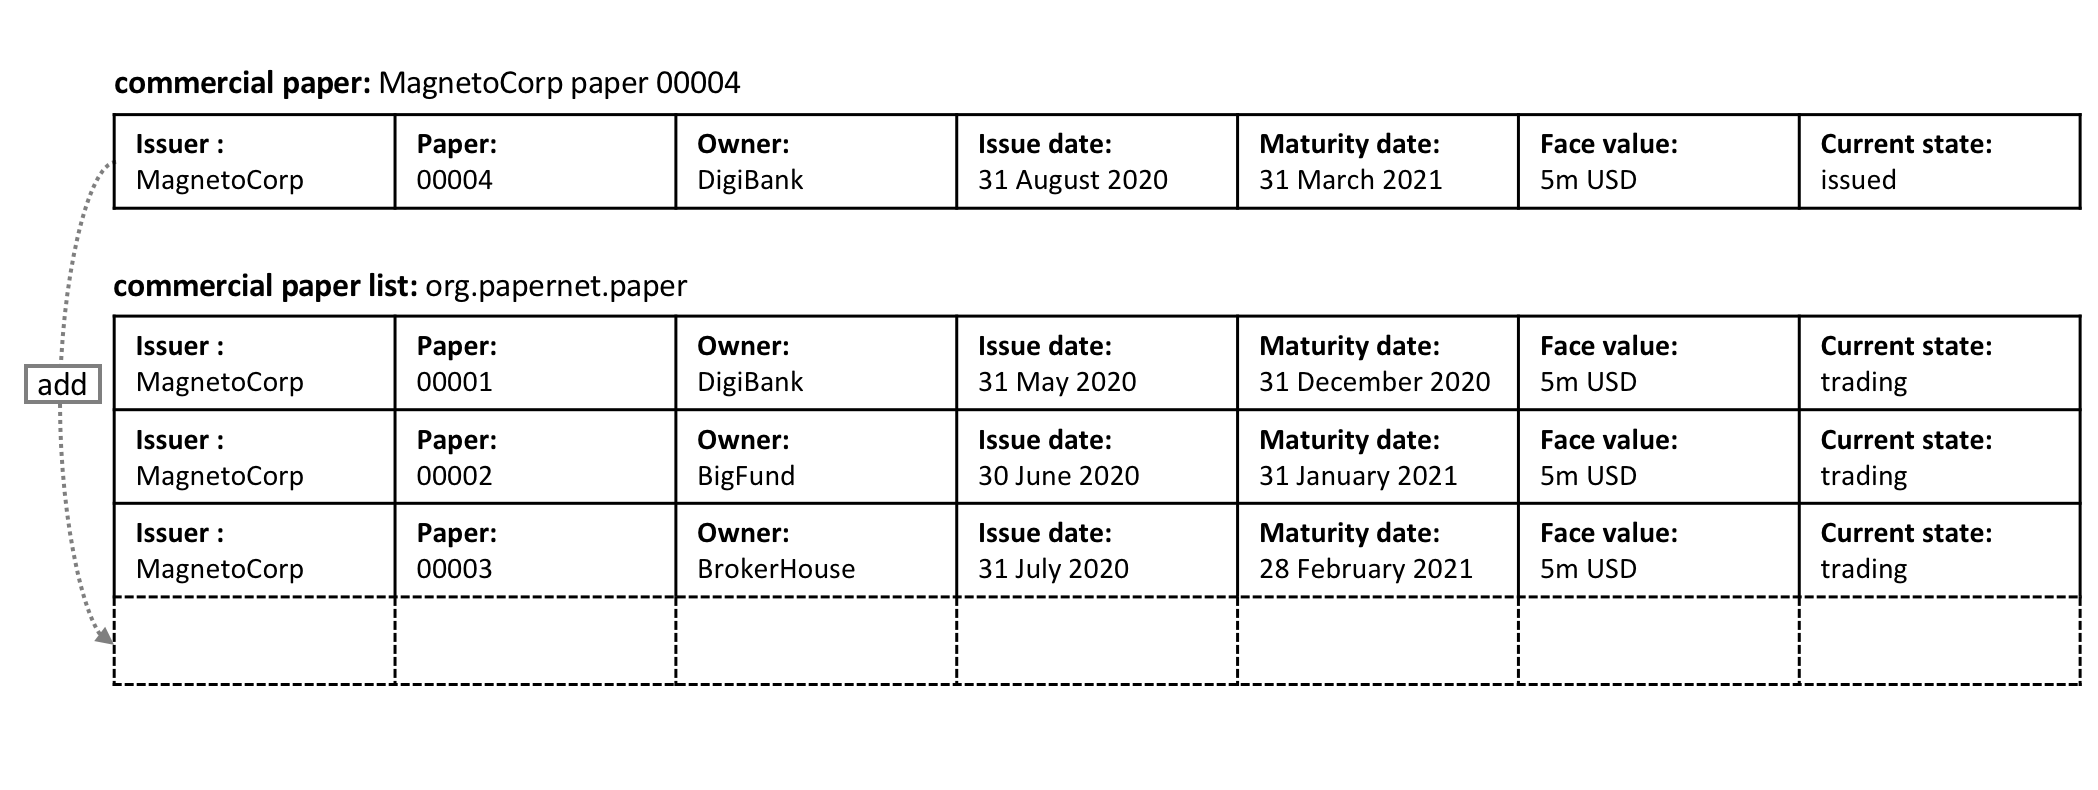 commercial paper: MagnetoCorp paper 00004
Issuer : Paper: Owner: Issue date: Maturity date: Face value: Current state:
MagnetoCorp 00004 DigiBank 31 August 2020 31 March 2021 5m USD issued
commercial paper list: org.papernet.paper
Issuer : Paper: Owner: Issue date: Maturity date: Face value: Current state:
add MagnetoCorp 00001 DigiBank 31 May 2020 31 December 2020 5m USD trading
Issuer : Paper: Owner: Issue date: Maturity date: Face value: Current state:
MagnetoCorp 00002 BigFund 30 June 2020 31 January 2021 5m USD trading
Issuer : Paper: Owner: Issue date: Maturity date: Face value: Current state:
MagnetoCorp 00003 BrokerHouse 31 July 2020 28 February 2021 5m USD trading